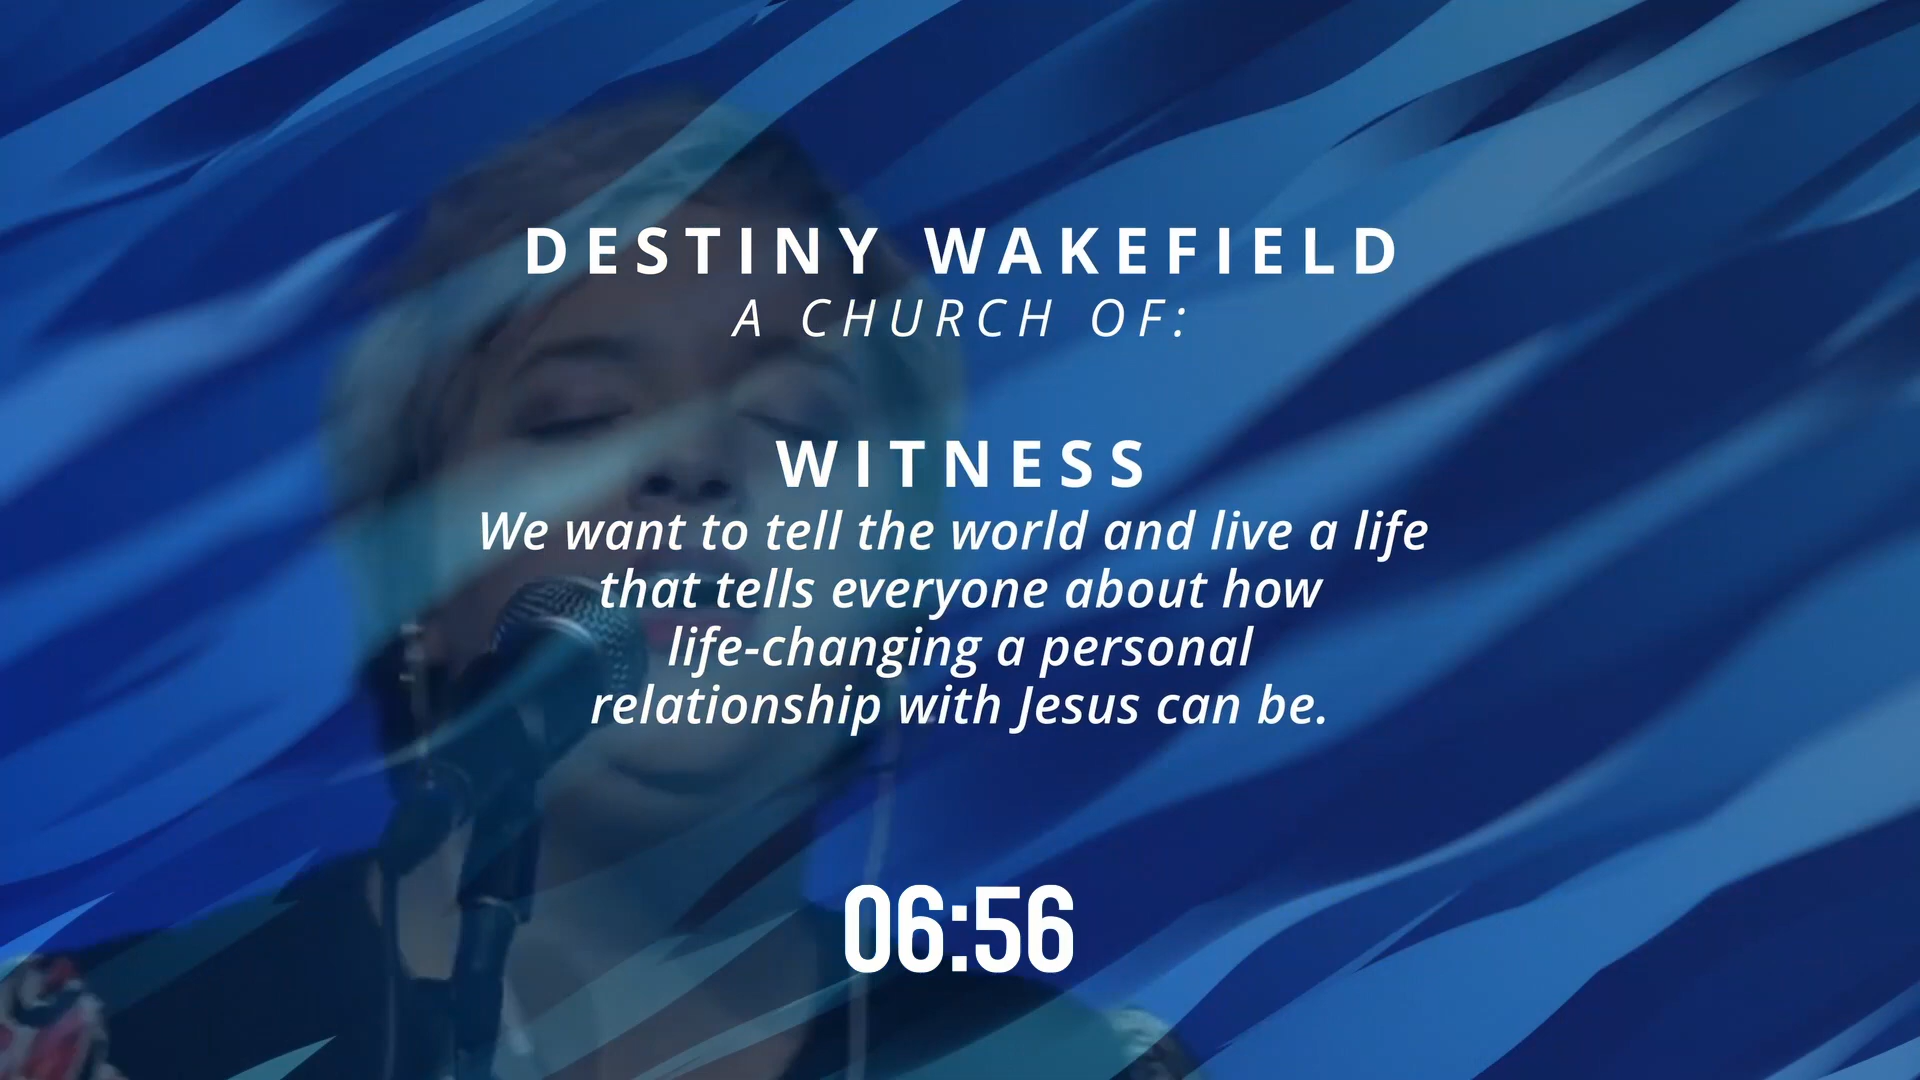 DESTINY WAKEFIELD
A CHURCH OF:
WITNESS
We want to tell the world and live a life
that tells everyone about how
life-changing a personal
relationship with Jesus can be.
06:56